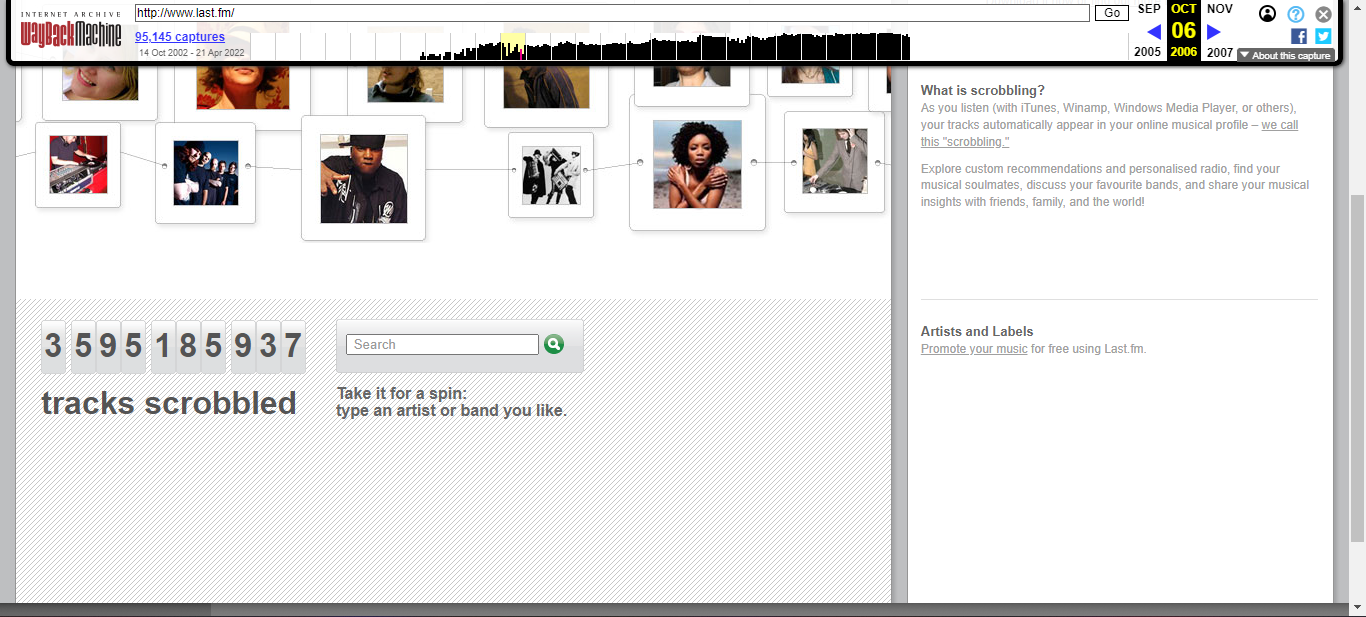 INTERNET ARCHIVE
WayBackMachine
http://www.last.fm/
Go
95,145 captures
14 Oct 2002 - 21 Apr 2022
SEP OCT NOV
06
2005 2006 2007
?
f
About this capture
What is scrobbling?
As you listen (with iTunes, Winamp, Windows Media Player, or others),
your tracks automatically appear in your online musical profile – we call
this "scrobbling."
Explore custom recommendations and personalised radio, find your
musical soulmates, discuss your favourite bands, and share your musical
insights with friends, family, and the world!
3 595 185 937
tracks scrobbled
Search
Take it for a spin:
type an artist or band you like.
Artists and Labels
Promote your music for free using Last.fm.